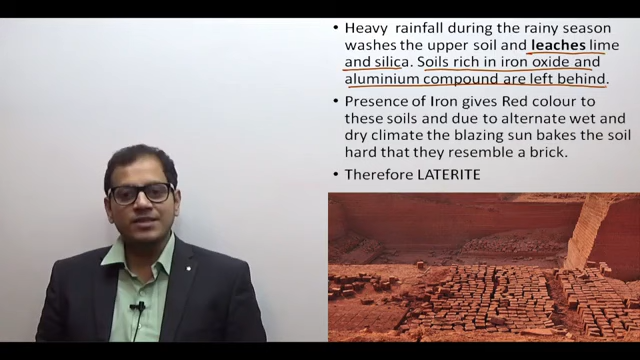 • Heavy rainfall during the rainy season
washes the upper soil and leaches lime
and silica. Soils rich in iron oxide and
aluminium compound are left behind.
• Presence of Iron gives Red colour to
these soils and due to alternate wet and
dry climate the blazing sun bakes the soil
hard that they resemble a brick.
• Therefore LATERITE